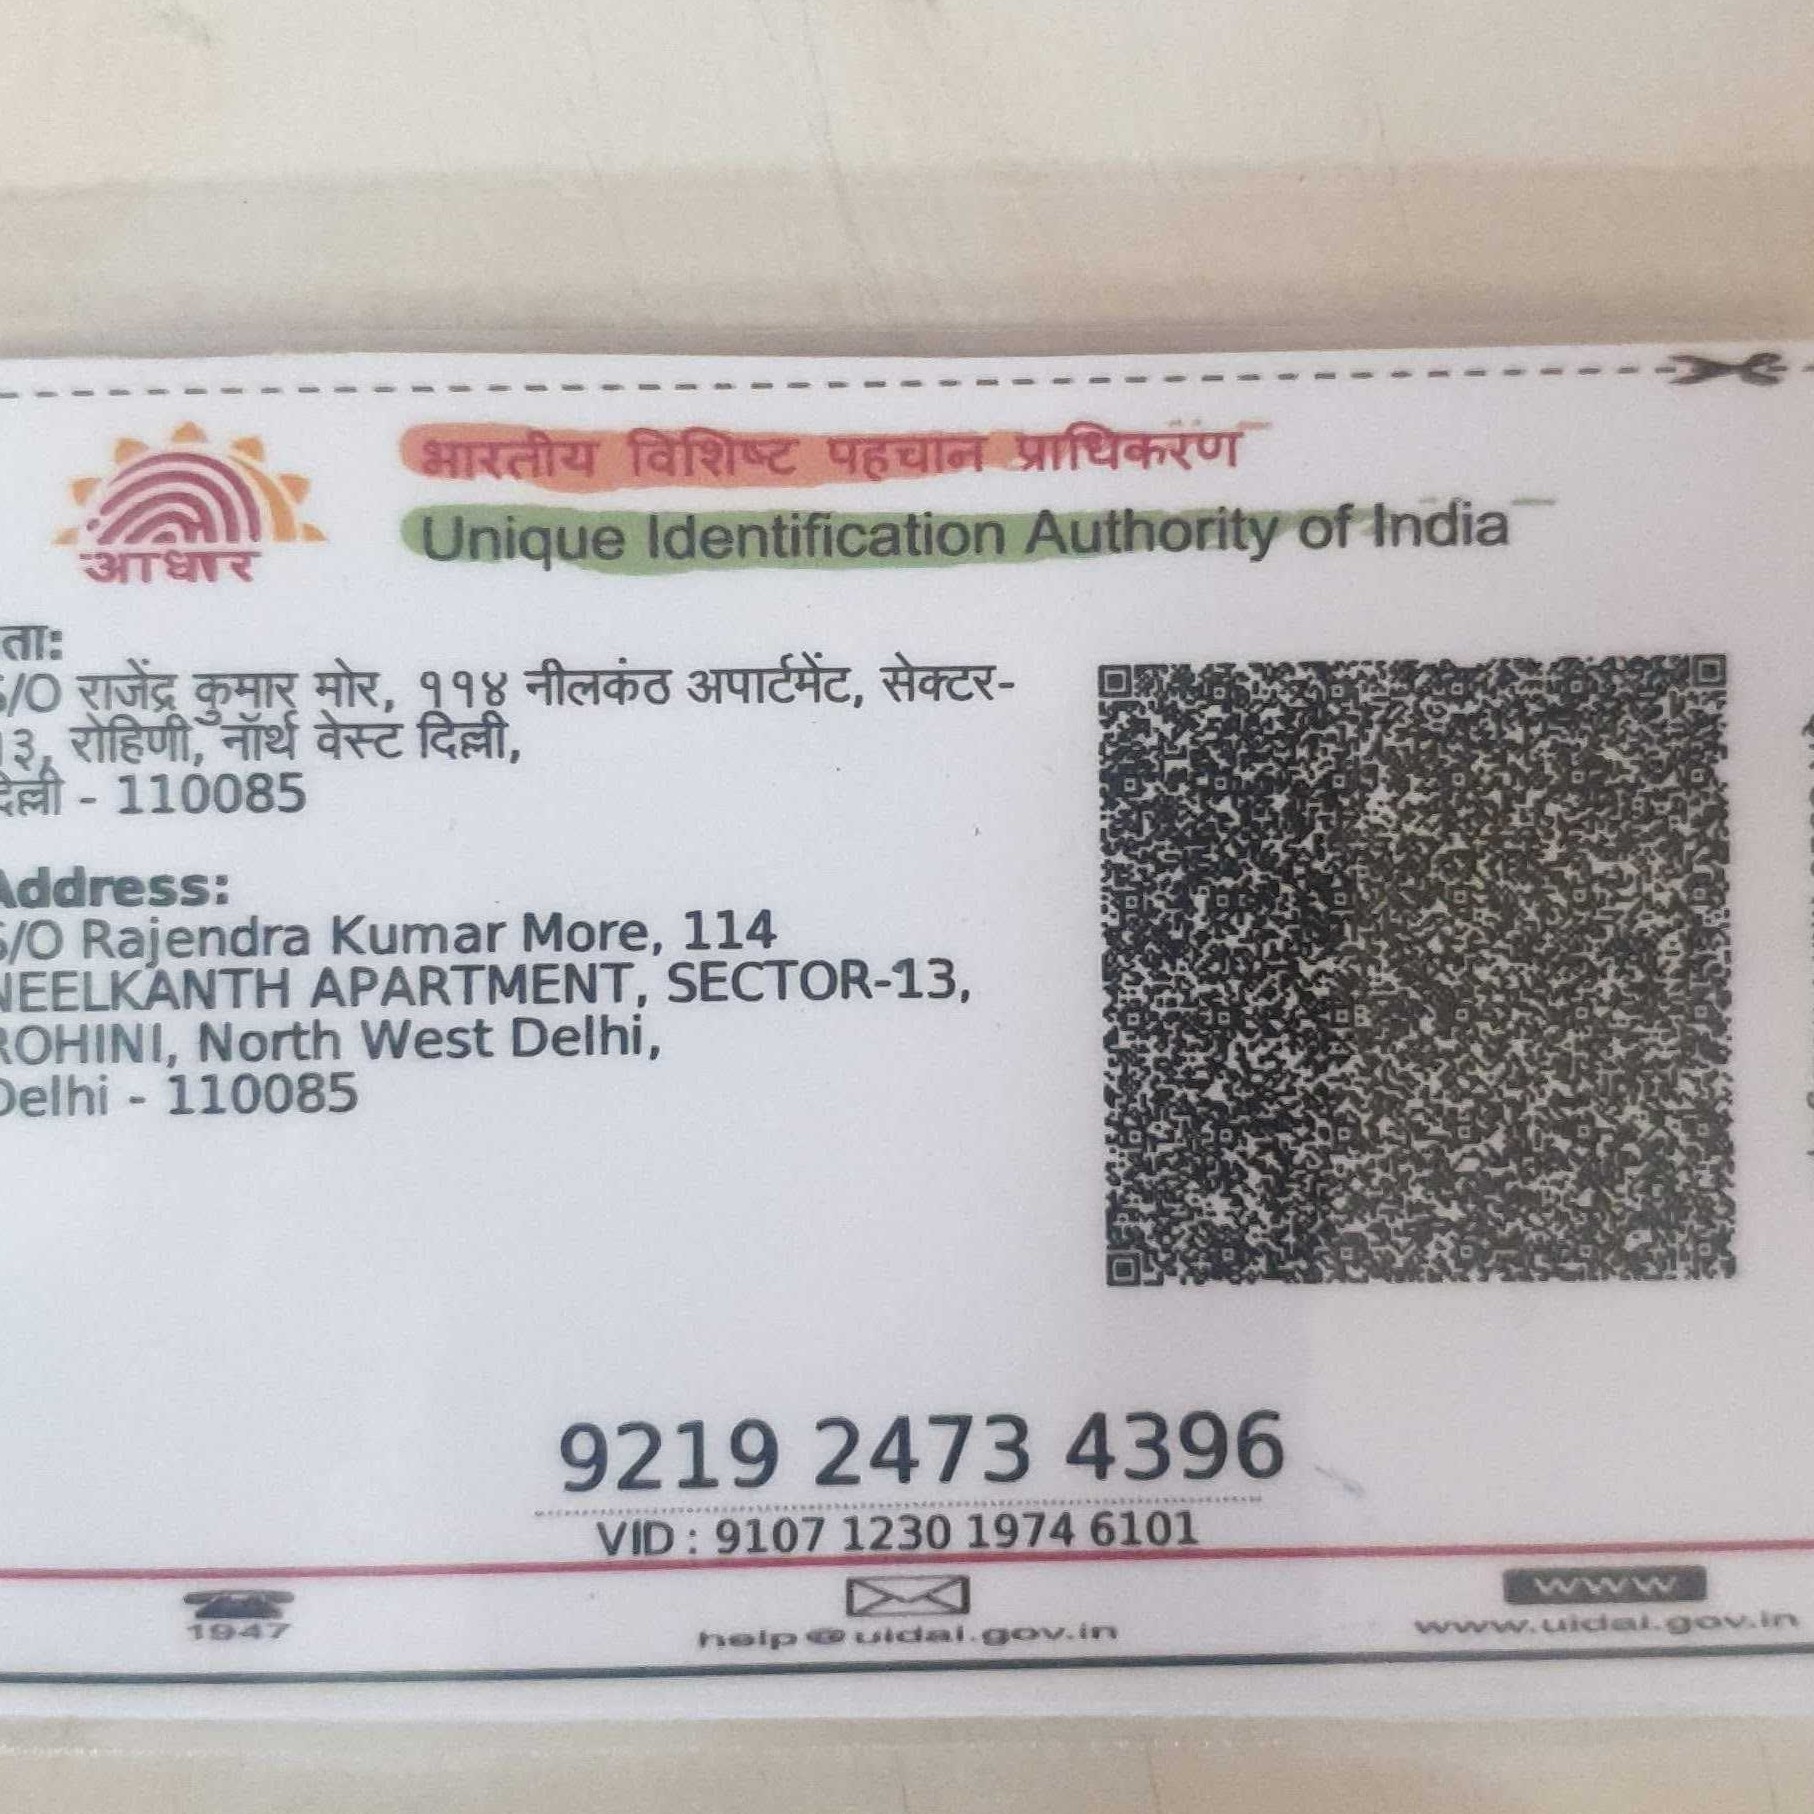 भारतीय विशिष्ट पहचान प्राधिकरण
Unique Identification Authority of India
आधार
ता:
S/O राजेंद्र कुमार मोर, ११४ नीलकंठ अपार्टमेंट, सेक्टर-
१३, रोहिणी, नॉर्थ वेस्ट दिल्ली,
दिल्ली - 110085
Address:
S/O Rajendra Kumar More, 114
NEELKANTH APARTMENT, SECTOR-13,
ROHINI, North West Delhi,
Delhi - 110085
9219 2473 4396
VID : 9107 1230 1974 6101
1947
help@uidai.gov.in
www
www.uidai.gov.in